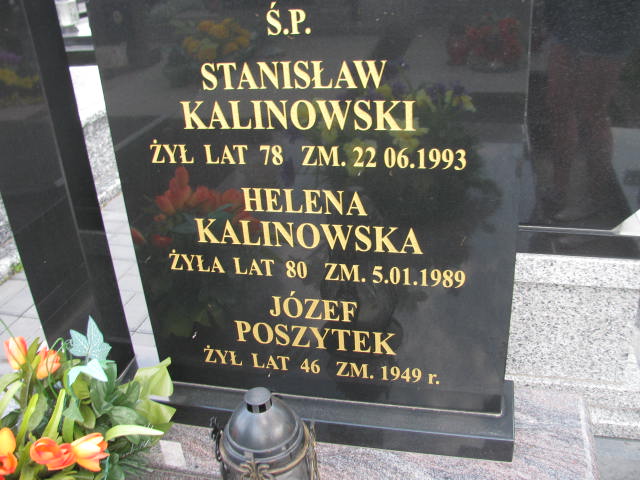 Ś.P.
STANISŁAW
KALINOWSKI
ŻYŁ LAT 78 ZM. 22 06.1993
HELENA
KALINOWSKA
ŻYŁA LAT 80 ZM. 5.01.1989
JÓZEF
POSZYTEK
ŻYŁ LAT 46 ZM. 1949 r.